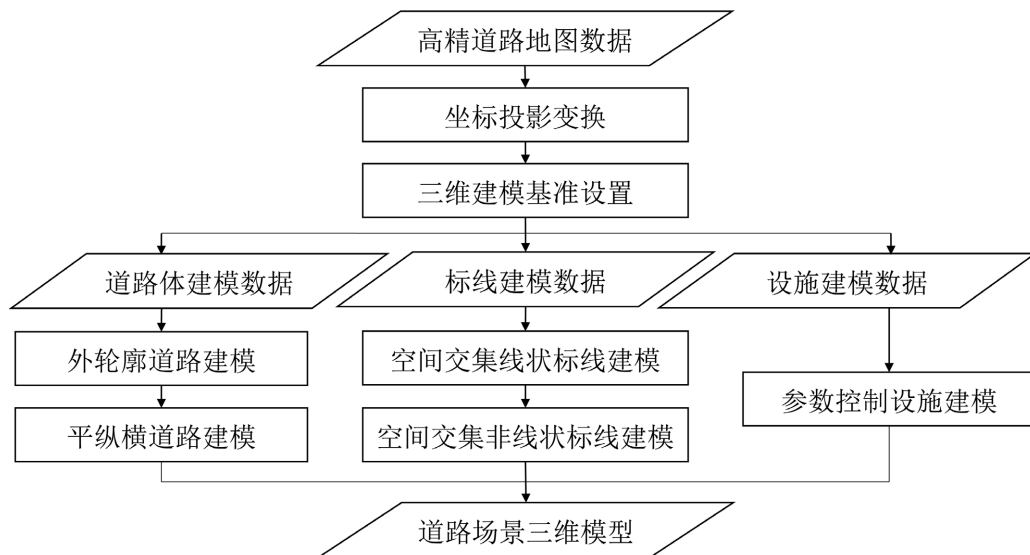 高精道路地图数据
坐标投影变换
三维建模基准设置
道路体建模数据
标线建模数据
设施建模数据
外轮廓道路建模
空间交集线状标线建模
参数控制设施建模
平纵横道路建模
空间交集非线状标线建模
道路场景三维模型